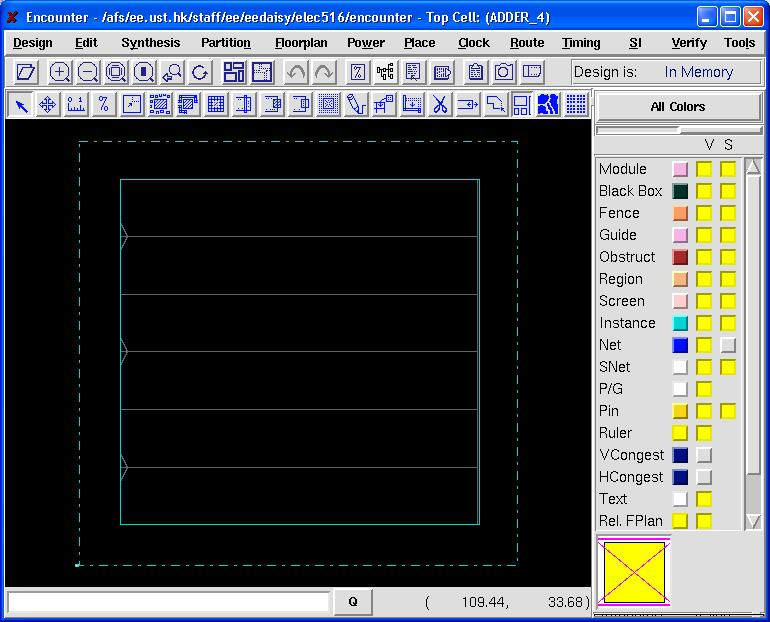 Encounter - /afs/ee.ust.hk/staff/ee/eedaisy/elec516/encounter - Top Cell: (ADDER_4)
Design Edit Synthesis Partition Floorplan Power Place Clock Route Timing SI Verify Tools
Design is: In Memory
All Colors
V S
Module
Black Box
Fence
Guide
Obstruct
Region
Screen
Instance
Net
SNet
P/G
Pin
Ruler
VCongest
HCongest
Text
Rel. FPlan
Q ( 109.44, 33.68)